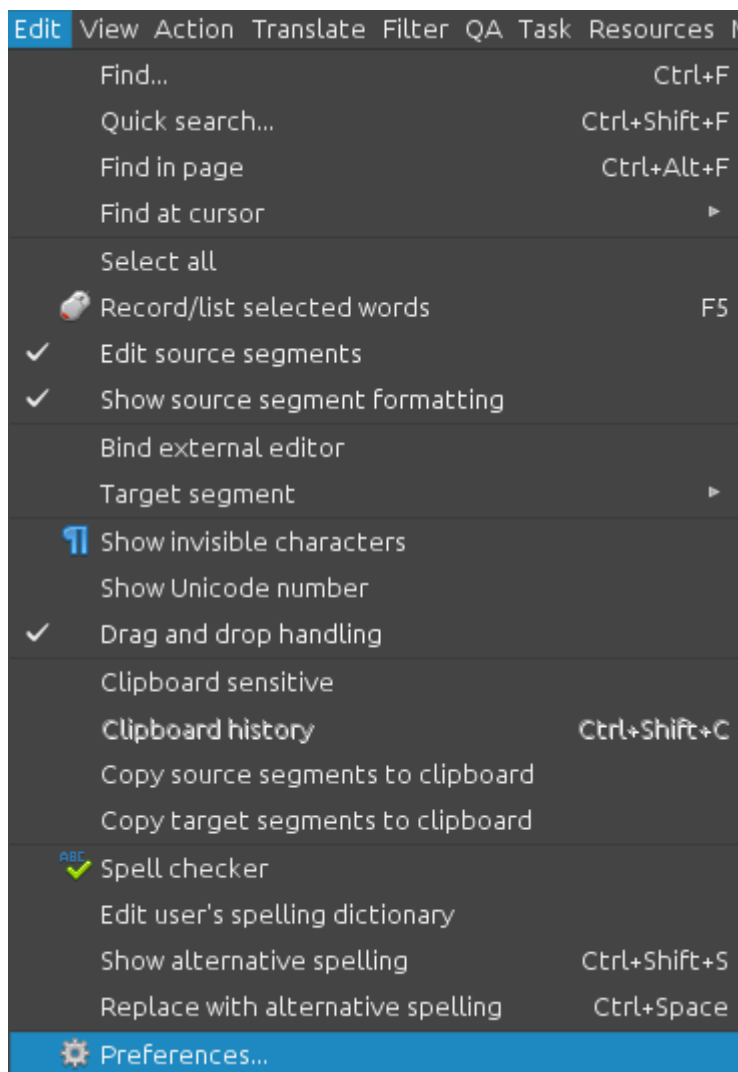 Edit View Action Translate Filter QA Task Resources
Find... Ctrl+F
Quick search... Ctrl+Shift+F
Find in page Ctrl+Alt+F
Find at cursor
Select all
Record/list selected words F5
Edit source segments
Show source segment formatting
Bind external editor
Target segment
Show invisible characters
Show Unicode number
Drag and drop handling
Clipboard sensitive
Clipboard history Ctrl+Shift+C
Copy source segments to clipboard
Copy target segments to clipboard
ABC Spell checker
Edit user's spelling dictionary
Show alternative spelling Ctrl+Shift+S
Replace with alternative spelling Ctrl+Space
Preferences...